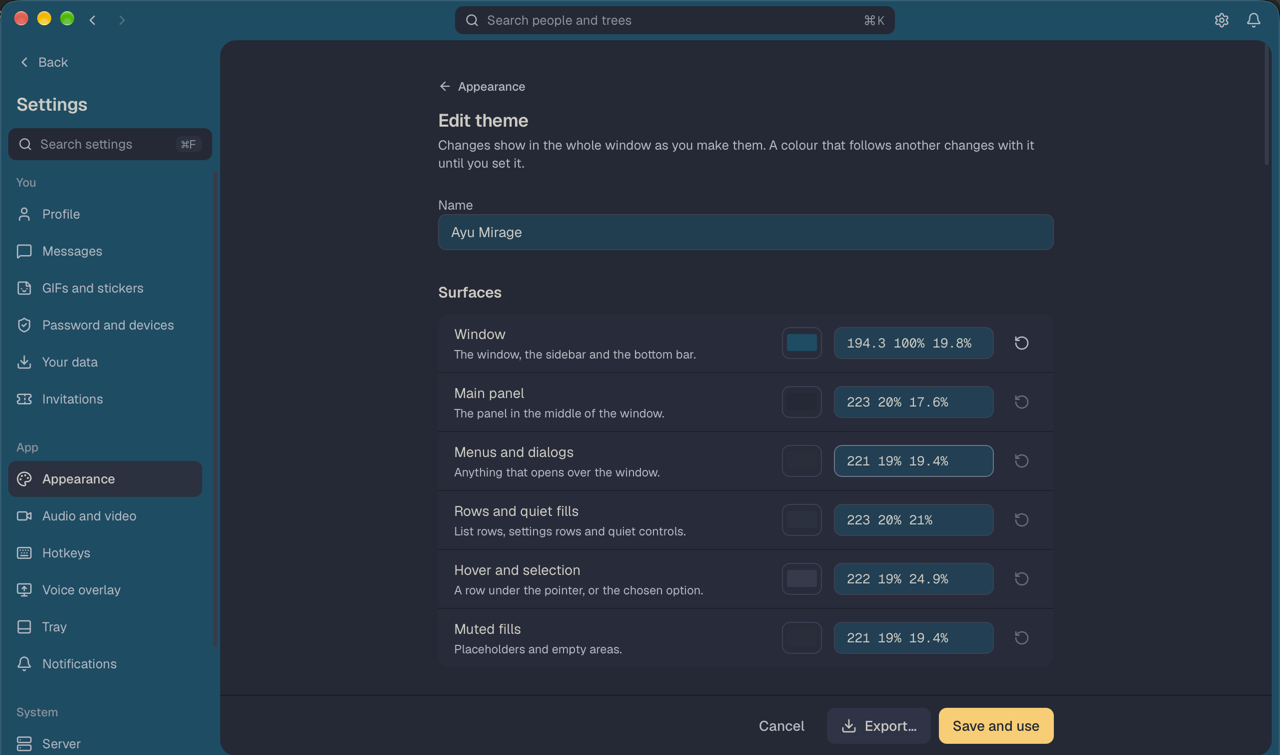 Search people and trees
⌘K
Back
Settings
Search settings
⌘F
You
Profile
Messages
GIFs and stickers
Password and devices
Your data
Invitations
App
Appearance
Audio and video
Hotkeys
Voice overlay
Tray
Notifications
System
Server
Appearance
Edit theme
Changes show in the whole window as you make them. A colour that follows another changes with it
until you set it.
Name
Ayu Mirage
Surfaces
Window
The window, the sidebar and the bottom bar.
194.3 100% 19.8%
Main panel
The panel in the middle of the window.
223 20% 17.6%
Menus and dialogs
Anything that opens over the window.
221 19% 19.4%
Rows and quiet fills
List rows, settings rows and quiet controls.
223 20% 21%
Hover and selection
A row under the pointer, or the chosen option.
222 19% 24.9%
Muted fills
Placeholders and empty areas.
221 19% 19.4%
Cancel
Export...
Save and use